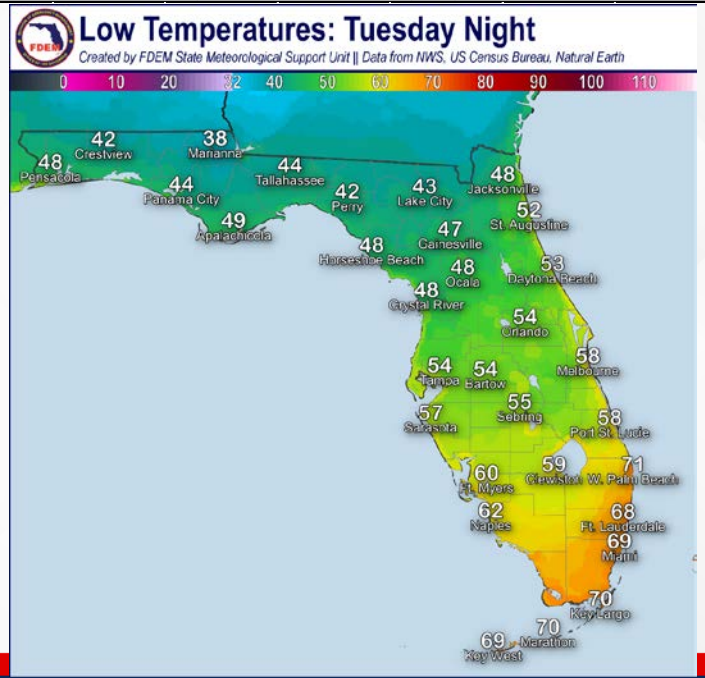 FDEM
Low Temperatures: Tuesday Night
Created by FDEM State Meteorological Support Unit || Data from NWS, US Census Bureau, Natural Earth
0 10 20 32 40 50 60 70 80 90 100 110
42
Crestview
38
Marianna
48
Pensacola
44
Tallahassee
44
Panama City
42
Perry
43
Lake City
48
Jacksonville
52
St. Augustine
49
Apalachicola
47
Gainesville
48
Horseshoe Beach
48
Ocala
53
Daytona Beach
48
Crystal River
54
Orlando
58
Melbourne
54
Tampa
54
Bartow
57
Sarasota
55
Sebring
58
Port St. Lucie
60
Ft. Myers
59
Clewiston
71
W. Palm Beach
62
Naples
68
Ft. Lauderdale
69
Miami
70
Key Largo
70
Marathon
69
Key West